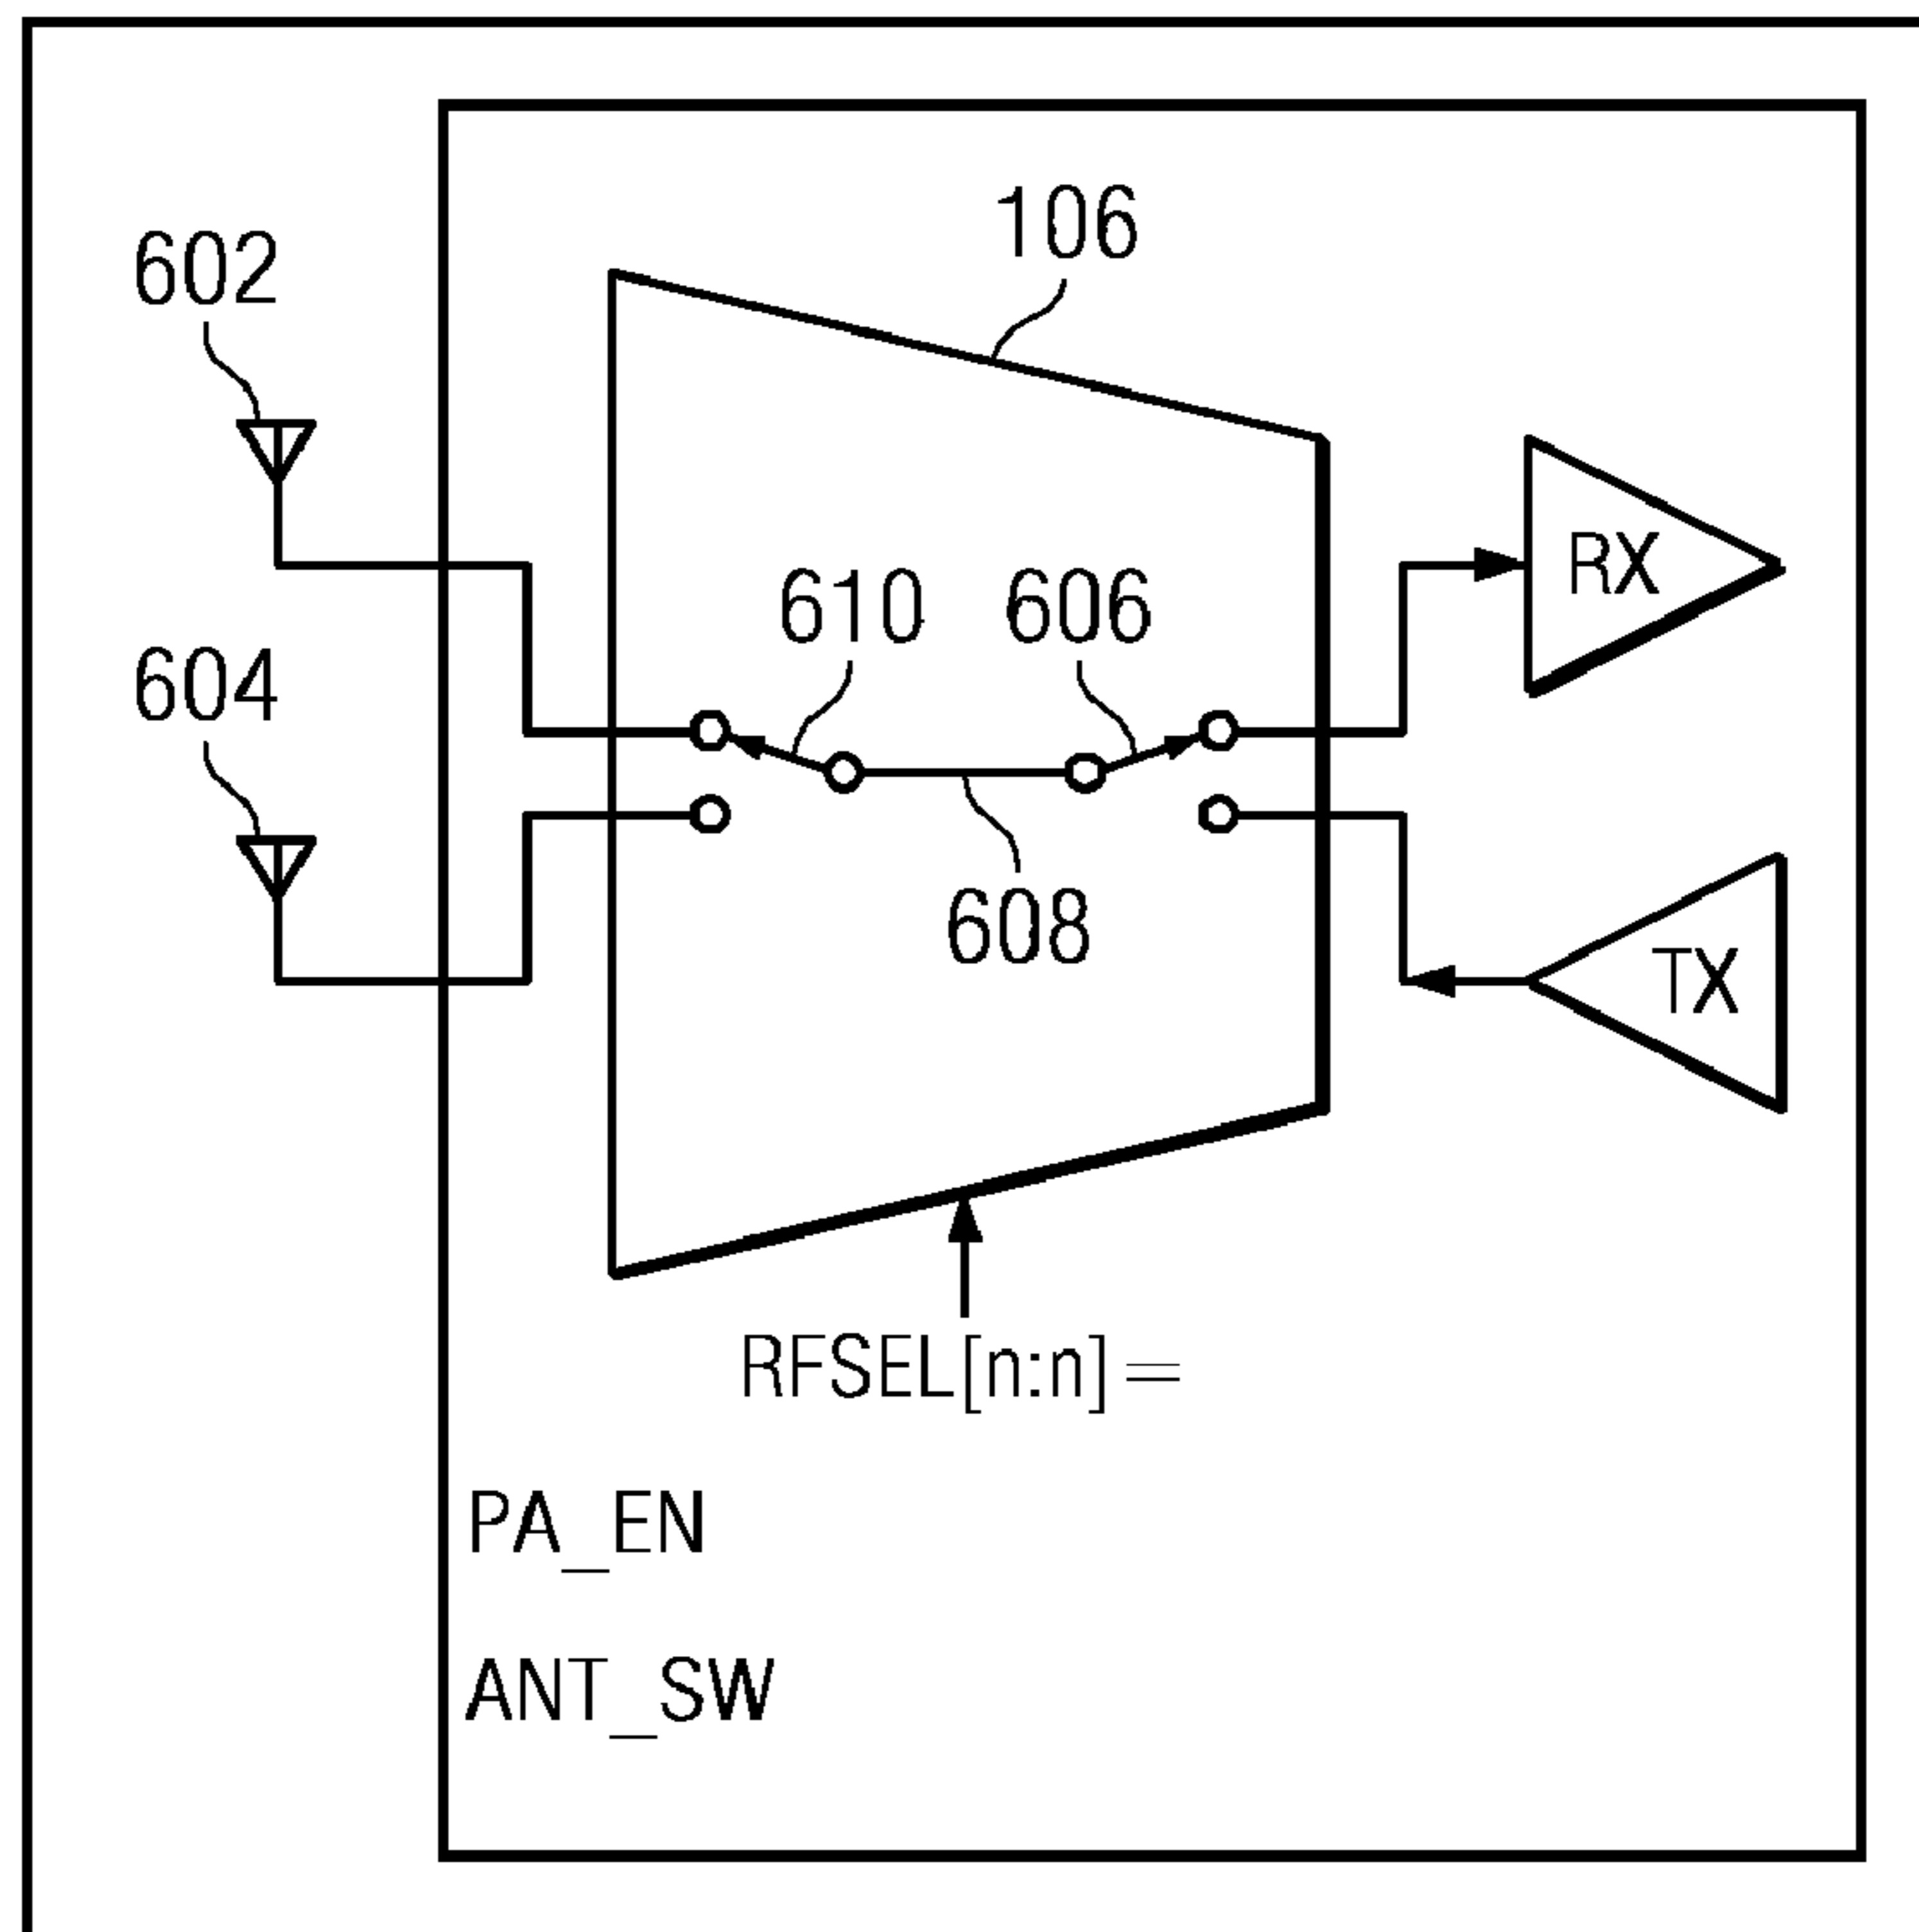 106
602
610
606
RX
604
608
TX
RFSEL[n:n]=
PA_EN
ANT_SW